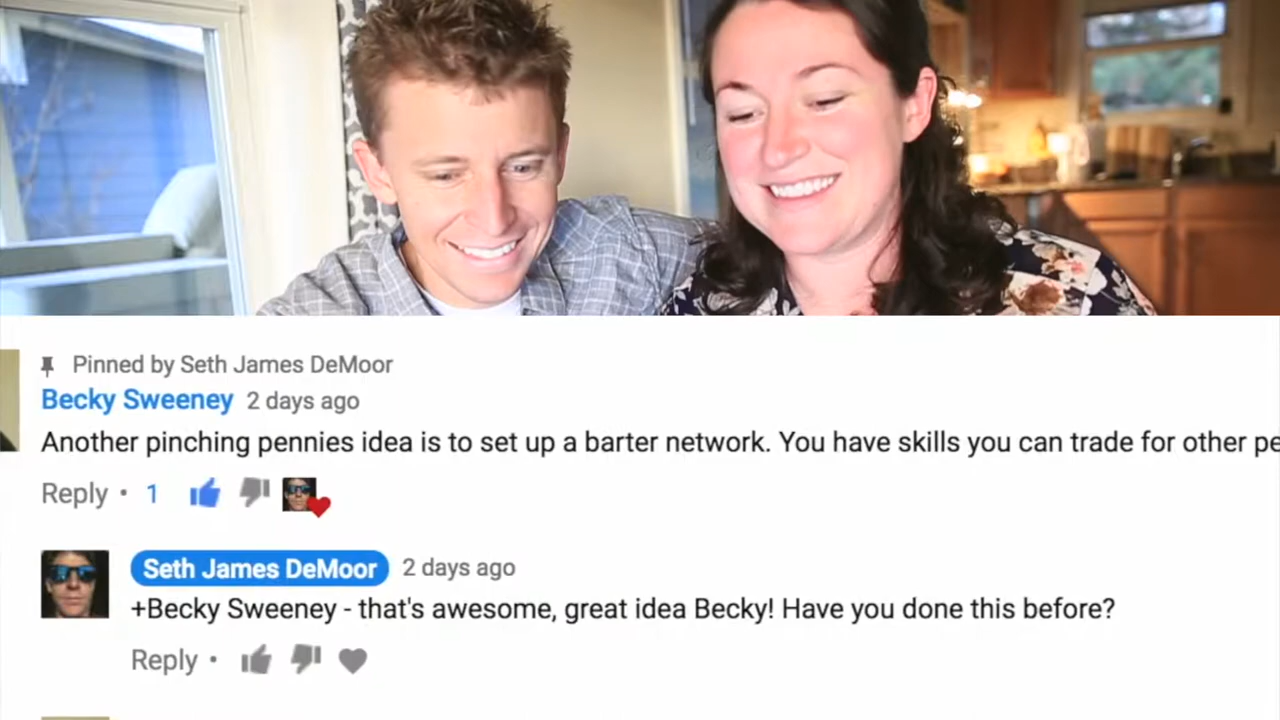 Pinned by Seth James DeMoor
Becky Sweeney 2 days ago
Another pinching pennies idea is to set up a barter network. You have skills you can trade for other
Reply • 1
Seth James DeMoor 2 days ago
+Becky Sweeney - that's awesome, great idea Becky! Have you done this before?
Reply •